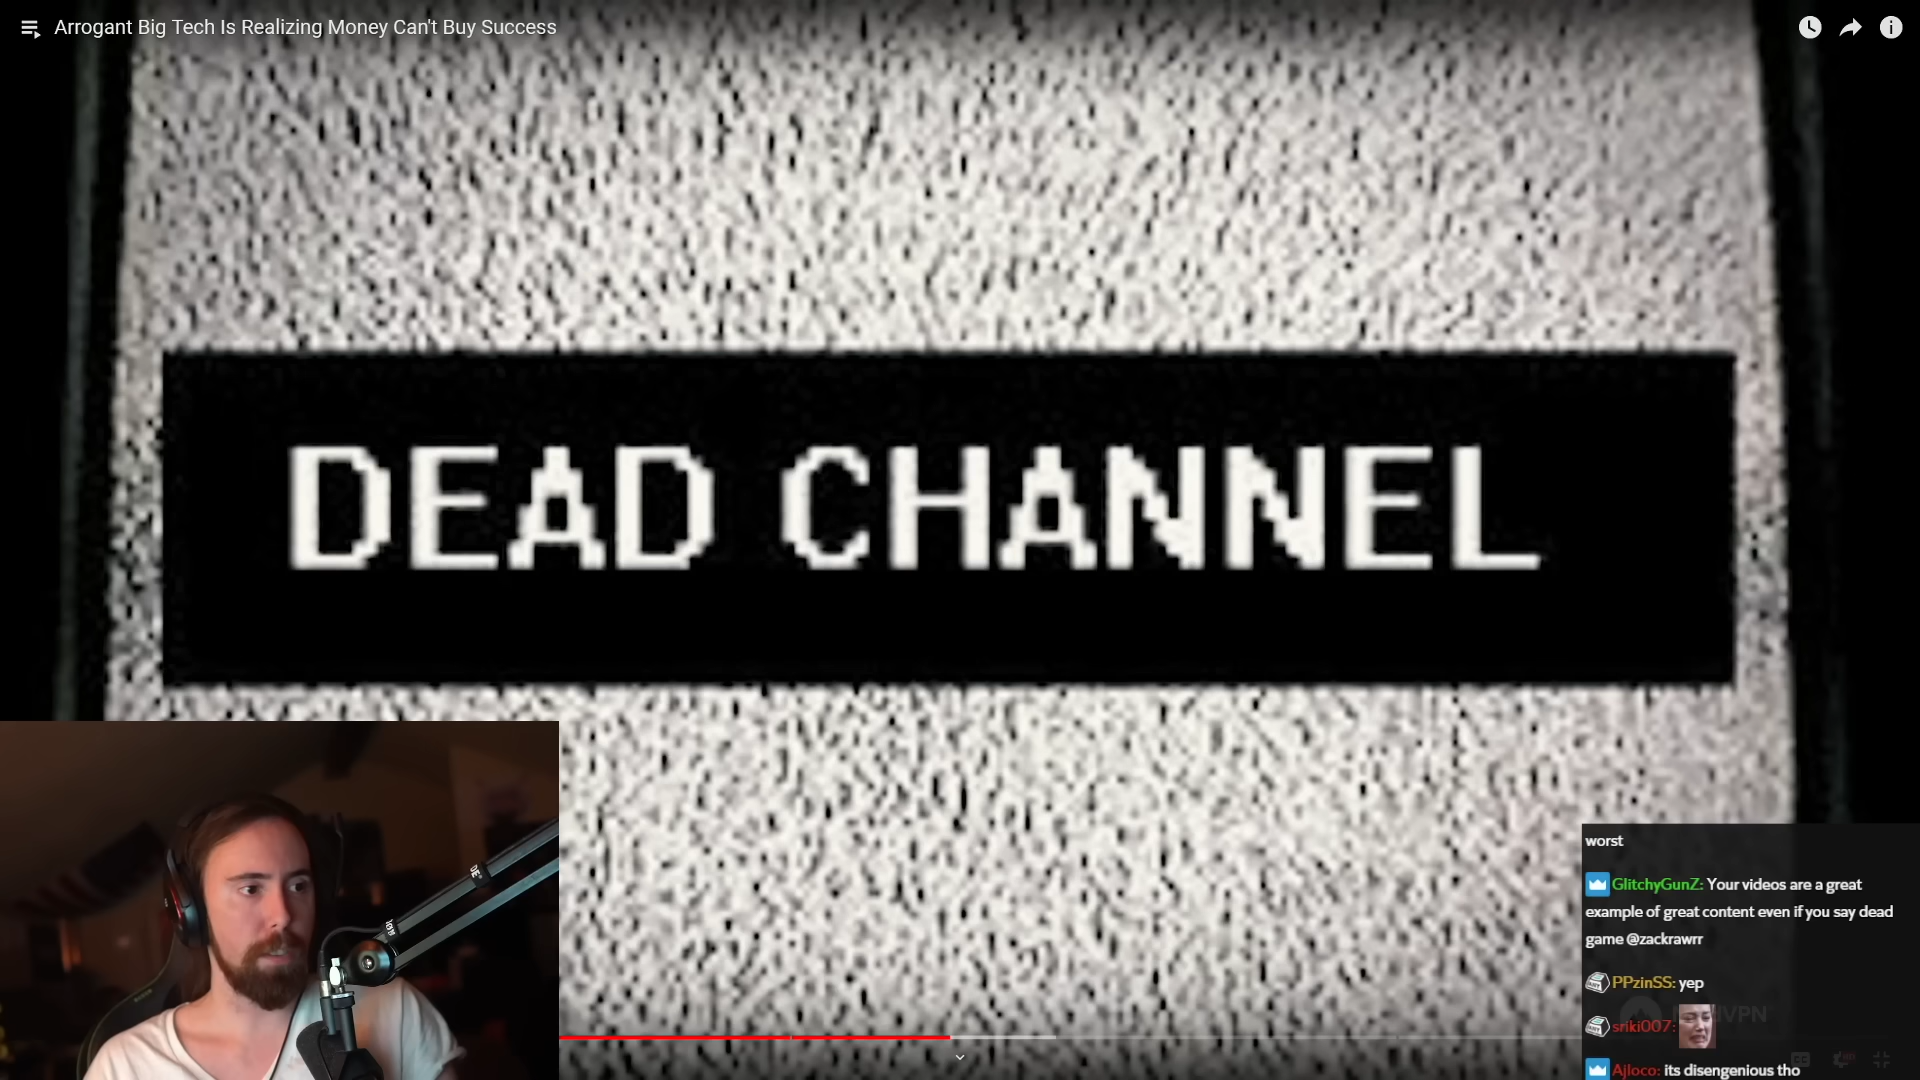 Arrogant Big Tech Is Realizing Money Can't Buy Success
DEAD CHANNEL
worst
GlitchyGunZ: Your videos are a great
example of great content even if you say dead
game @zackrawrr
PPzinSS: yep
sriki007:
Ajloco: its disengenious tho